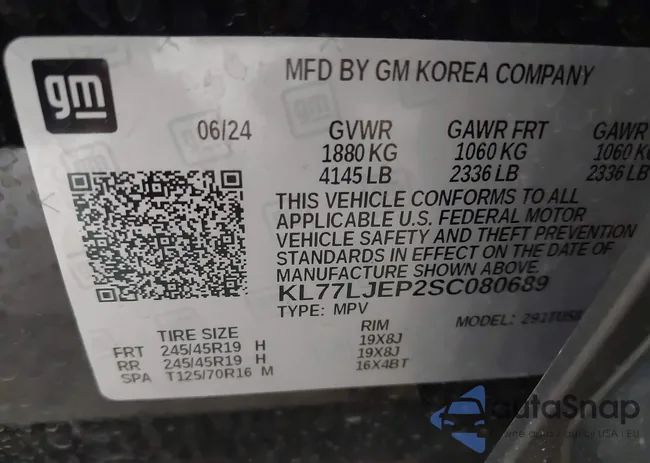 gm
MFD BY GM KOREA COMPANY
06/24 GVWR GAWR FRT GAWR
1880 KG 1060 KG 1060 KG
4145 LB 2336 LB 2336 LB
THIS VEHICLE CONFORMS TO ALL
APPLICABLE U.S. FEDERAL MOTOR
VEHICLE SAFETY AND THEFT PREVENTION
STANDARDS IN EFFECT ON THE DATE OF
MANUFACTURE SHOWN ABOVE.
KL77LJEP2SC080689
TYPE: MPV MODEL:
TIRE SIZE RIM
FRT 245/45R19 H 19X8J
RR 245/45R19 H 19X8J
SPA T125/70R16 M 16X4BT
autoSnap